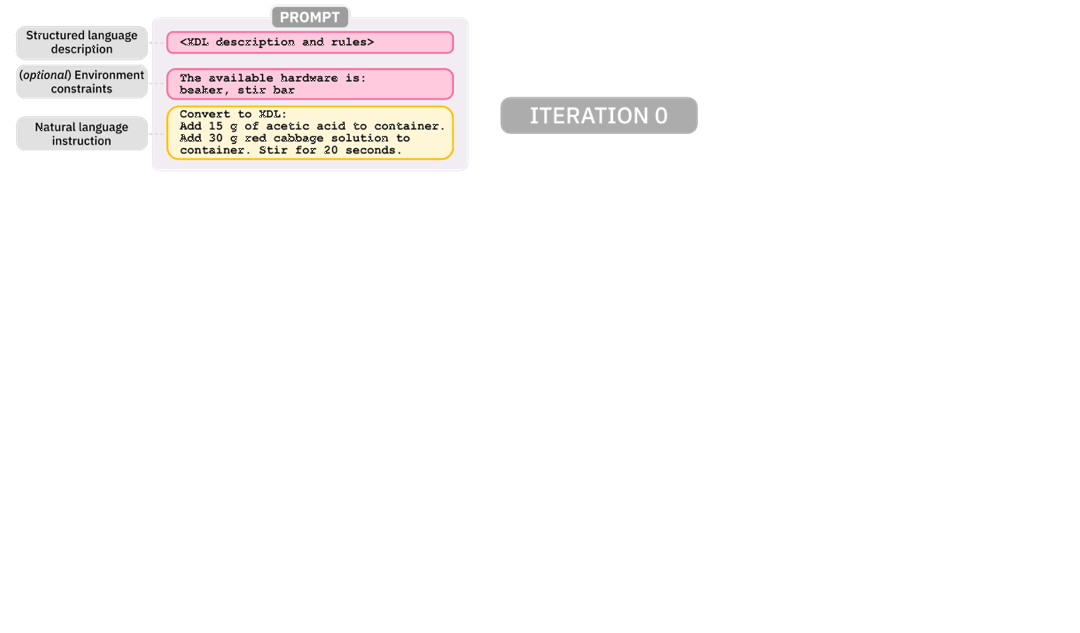 PROMPT
Structured language
description
<XDL description and rules>
(optional) Environment
constraints
The available hardware is:
beaker, stir bar
Natural language
instruction
Convert to XDL:
Add 15 g of acetic acid to container.
Add 30 g red cabbage solution to
container. Stir for 20 seconds.
ITERATION 0